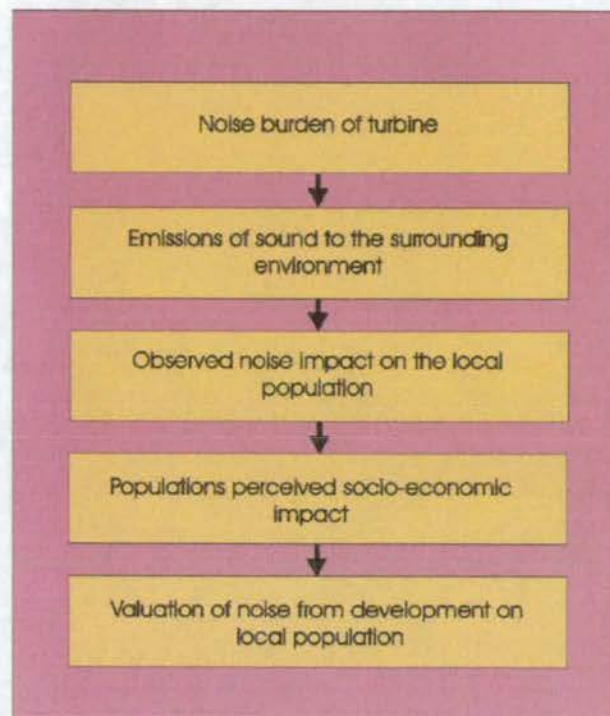 Noise burden of turbine
Emissions of sound to the surrounding
environment
Observed noise impact on the local
population
Populations perceived socio-economic
impact
Valuation of noise from development on
local population